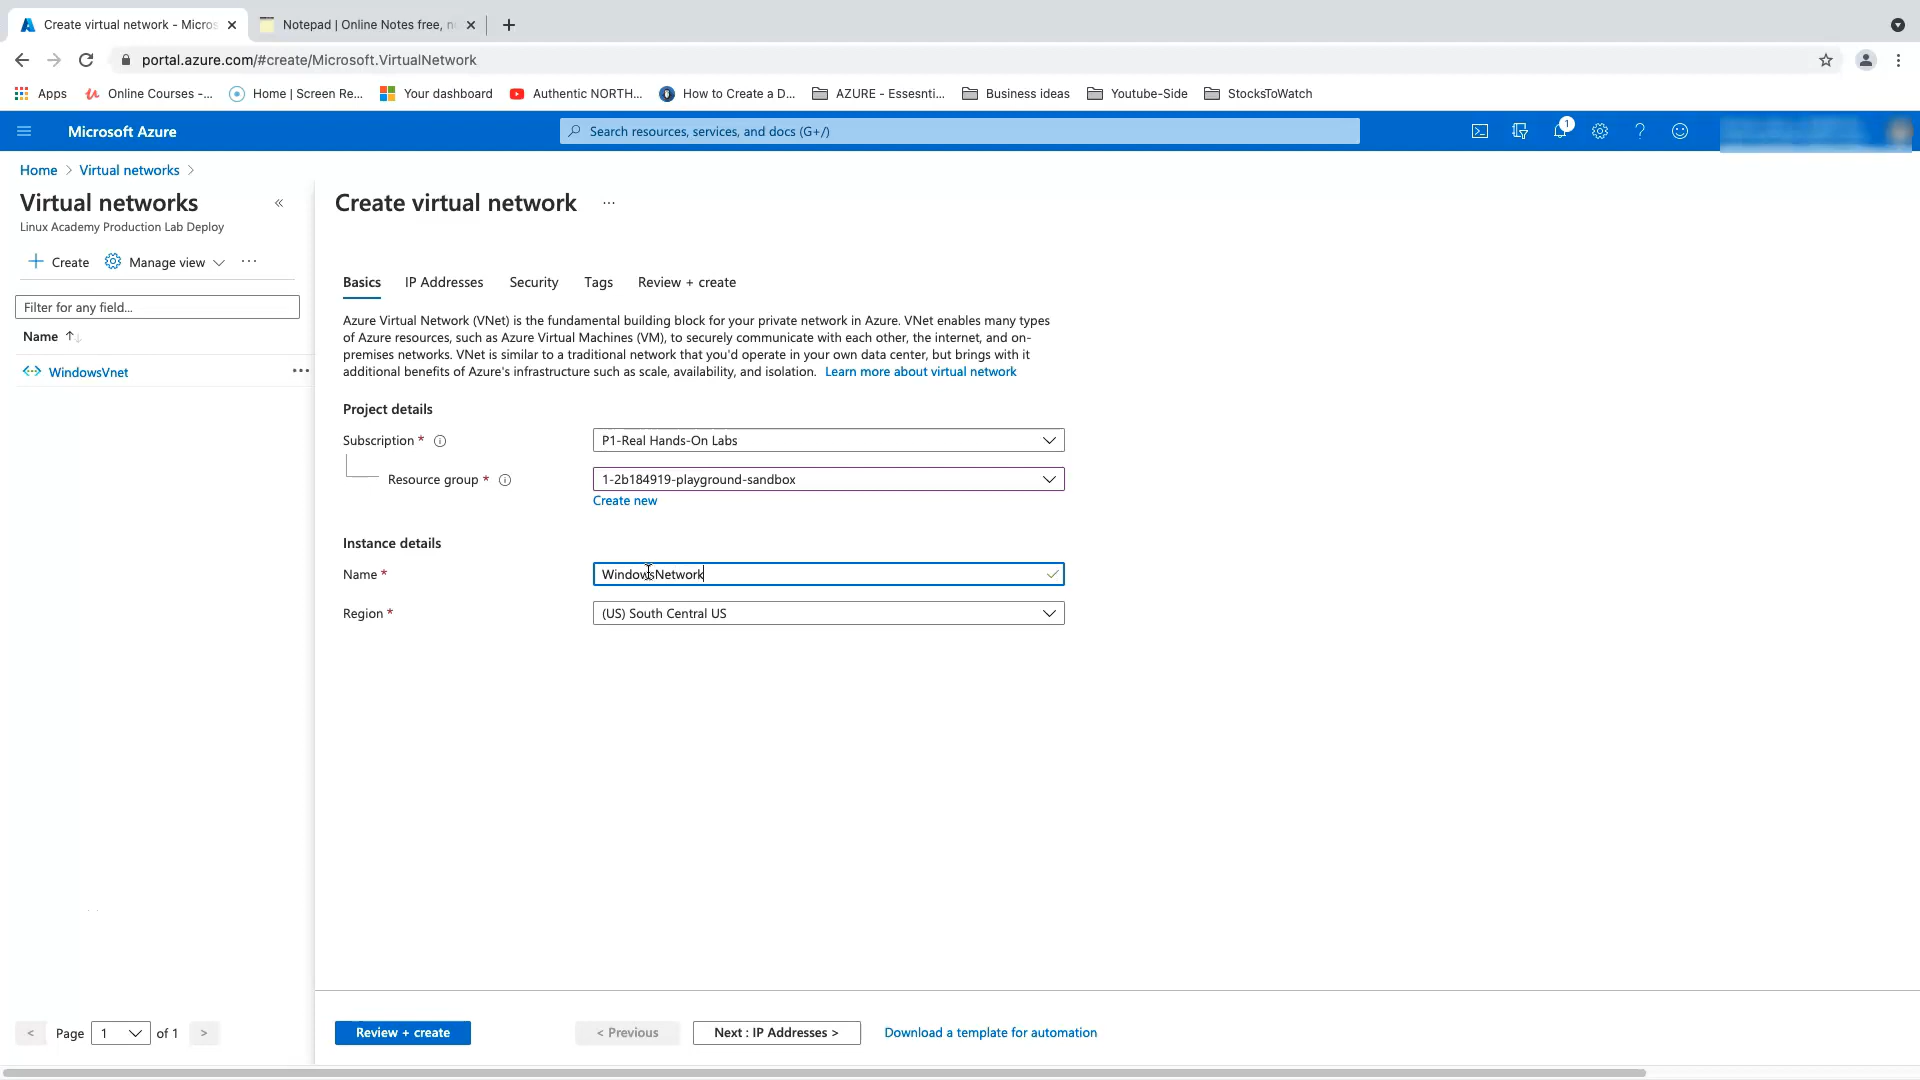 Create virtual network - Micros
Notepad | Online Notes free, n
portal.azure.com/#create/Microsoft.VirtualNetwork
Apps
Online Courses -...
Home | Screen Re...
Your dashboard
Authentic NORTH...
How to Create a D...
AZURE - Essesnti...
Business ideas
Youtube-Side
StocksToWatch
Microsoft Azure
Search resources, services, and docs (G+/)
1
Home > Virtual networks >
Virtual networks
«
Linux Academy Production Lab Deploy
Create virtual network ...
+ Create
Manage view
...
Filter for any field...
Name ↑↓
WindowsVnet
...
Basics
IP Addresses
Security
Tags
Review + create
Azure Virtual Network (VNet) is the fundamental building block for your private network in Azure. VNet enables many types
of Azure resources, such as Azure Virtual Machines (VM), to securely communicate with each other, the internet, and on-
premises networks. VNet is similar to a traditional network that you'd operate in your own data center, but brings with it
additional benefits of Azure's infrastructure such as scale, availability, and isolation. Learn more about virtual network
Project details
Subscription *
P1-Real Hands-On Labs
Resource group *
1-2b184919-playground-sandbox
Create new
Instance details
Name *
WindowsNetwork
Region *
(US) South Central US
< Page 1 of 1 >
Review + create
< Previous
Next : IP Addresses >
Download a template for automation